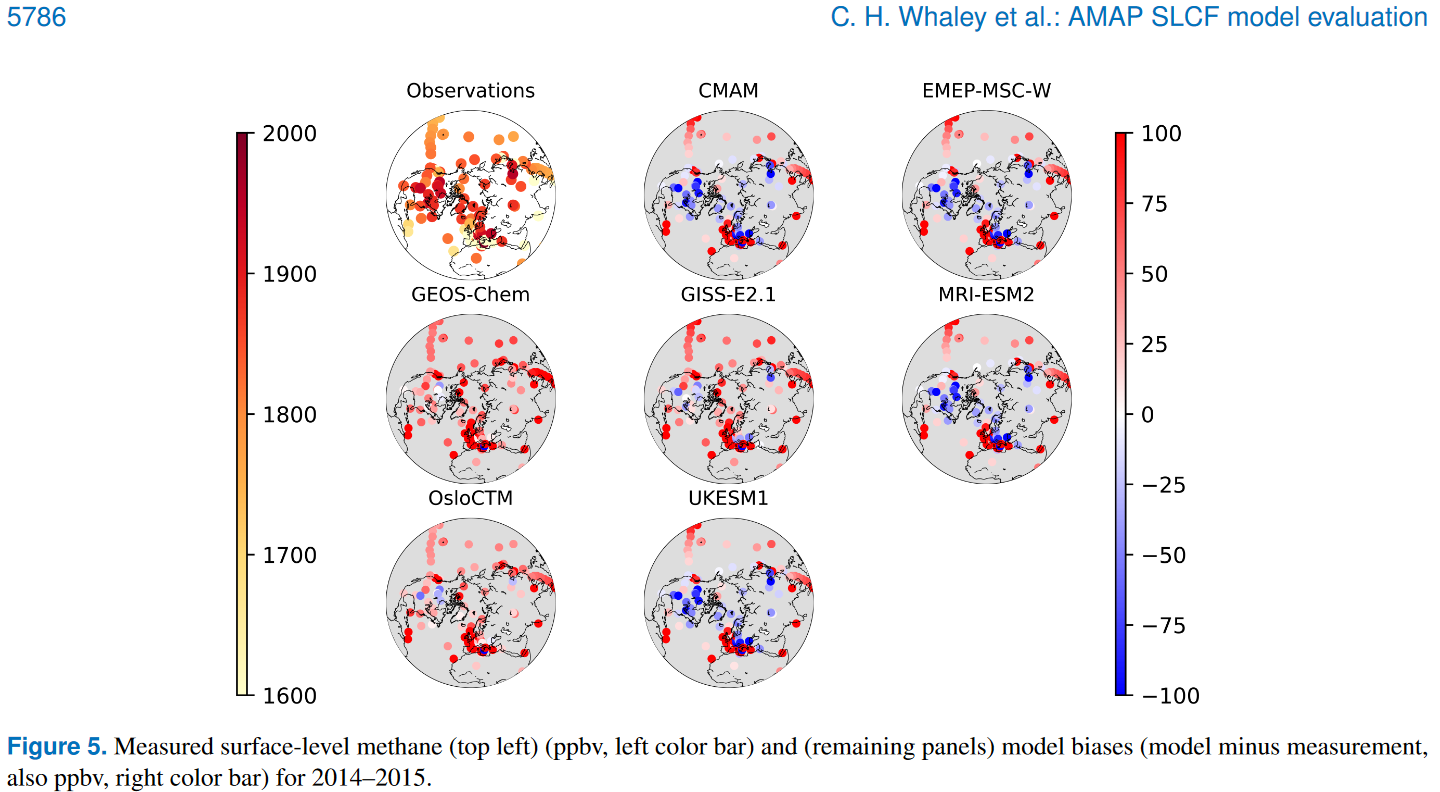 5786
C. H. Whaley et al.: AMAP SLCF model evaluation
Observations
CMAM
EMEP-MSC-W
2000
1900
1800
1700
1600
100
75
50
25
0
−25
−50
−75
−100
GEOS-Chem
GISS-E2.1
MRI-ESM2
OsloCTM
UKESM1
Figure 5. Measured surface-level methane (top left) (ppbv, left color bar) and (remaining panels) model biases (model minus measurement,
also ppbv, right color bar) for 2014–2015.